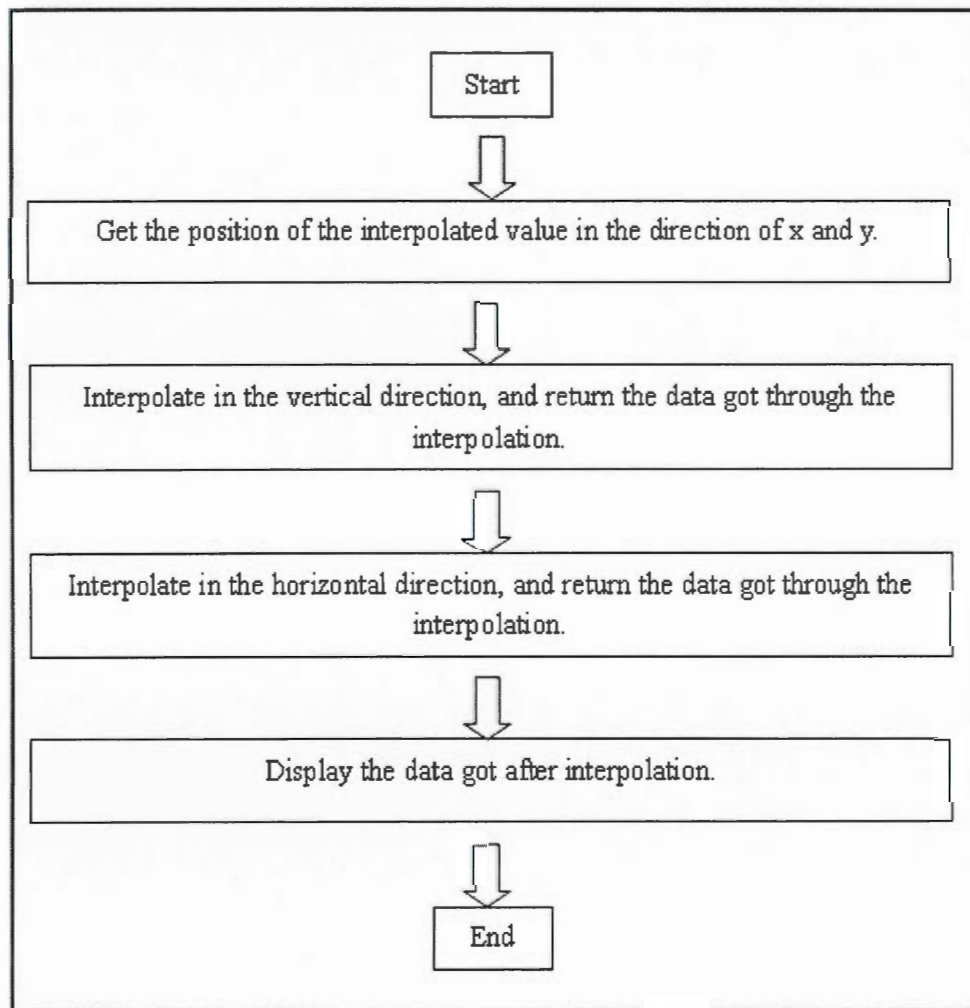 Start
Get the position of the interpolated value in the direction of x and y.
Interpolate in the vertical direction, and return the data got through the
interpolation.
Interpolate in the horizontal direction, and return the data got through the
interpolation.
Display the data got after interpolation.
End